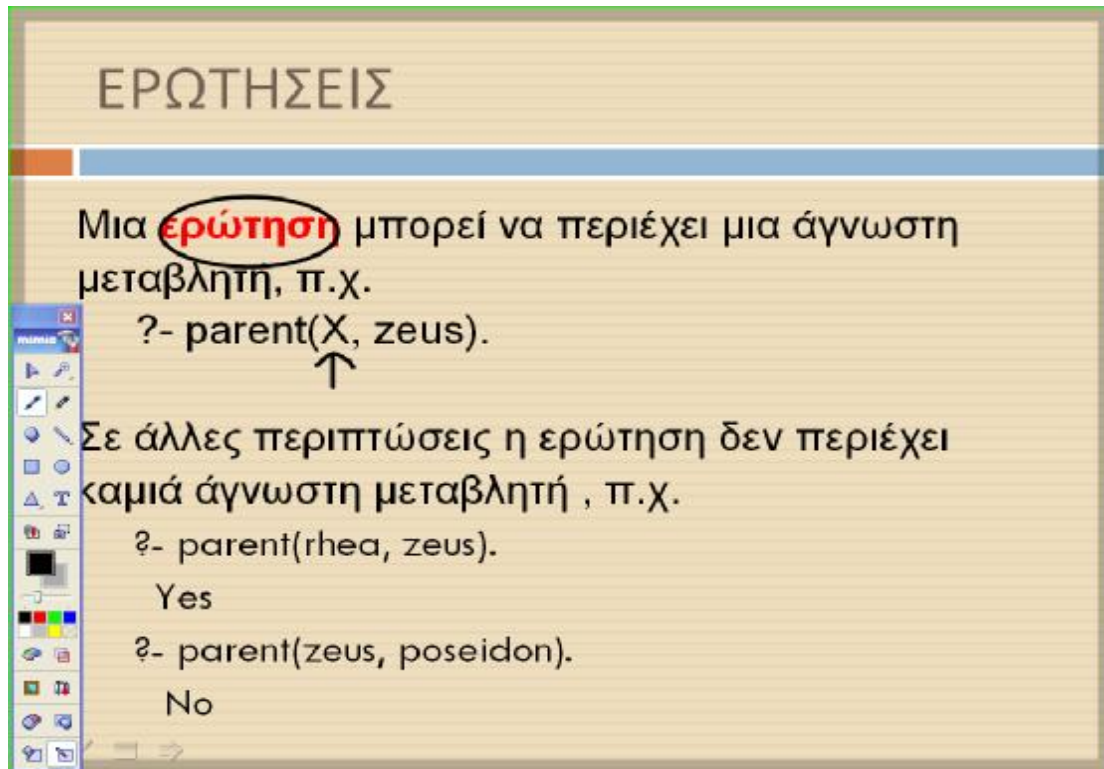 ΕΡΩΤΗΣΕΙΣ
Μια ερώτηση μπορεί να περιέχει μια άγνωστη
μεταβλητή, π.χ.
?- parent(X, zeus).
Σε άλλες περιπτώσεις η ερώτηση δεν περιέχει
καμιά άγνωστη μεταβλητή , π.χ.
?- parent(rhea, zeus).
Yes
?- parent(zeus, poseidon).
No
mimio
T